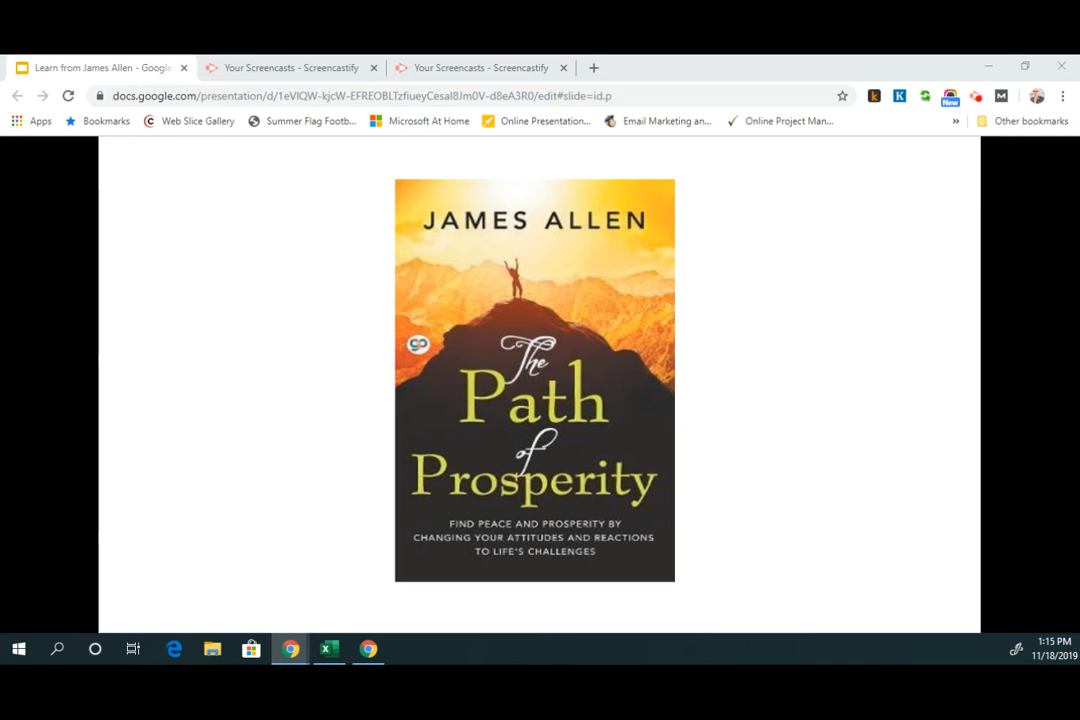 Learn from James Allen - Google
Your Screencasts - Screencastify
Your Screencasts - Screencastify
docs.google.com/presentation/d/1eVlQW-kjcW-EFREOBLTzfiueyCesal8Jm0V-d8eA3R0/edit#slide=id.p
New
Apps
Bookmarks
Web Slice Gallery
Summer Flag Footb...
Microsoft At Home
Online Presentation...
Email Marketing an...
Online Project Man...
»
Other bookmarks
JAMES ALLEN
The
Path
of
Prosperity
FIND PEACE AND PROSPERITY BY
CHANGING YOUR ATTITUDES AND REACTIONS
TO LIFE'S CHALLENGES
1:15 PM
11/18/2019